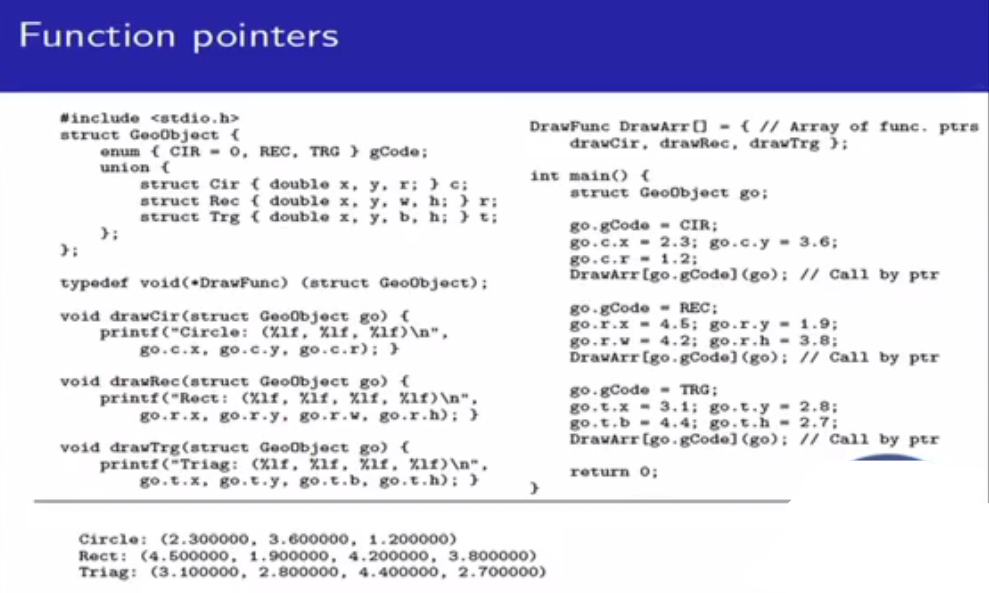 Function pointers
#include <stdio.h>
struct GeoObject {
    enum { CIR = 0, REC, TRG } gCode;
    union {
        struct Cir { double x, y, r; } c;
        struct Rec { double x, y, w, h; } r;
        struct Trg { double x, y, b, h; } t;
    };
};
typedef void(*DrawFunc) (struct GeoObject);
void drawCir(struct GeoObject go) {
    printf("Circle: (%lf, %lf, %lf)\n",
        go.c.x, go.c.y, go.c.r); }
void drawRec(struct GeoObject go) {
    printf("Rect: (%lf, %lf, %lf, %lf)\n",
        go.r.x, go.r.y, go.r.w, go.r.h); }
void drawTrg(struct GeoObject go) {
    printf("Triag: (%lf, %lf, %lf, %lf)\n",
        go.t.x, go.t.y, go.t.b, go.t.h); }
DrawFunc DrawArr[] = { // Array of func. ptrs
    drawCir, drawRec, drawTrg };
int main() {
    struct GeoObject go;
    go.gCode = CIR;
    go.c.x = 2.3; go.c.y = 3.6;
    go.c.r = 1.2;
    DrawArr[go.gCode](go); // Call by ptr
    go.gCode = REC;
    go.r.x = 4.5; go.r.y = 1.9;
    go.r.w = 4.2; go.r.h = 3.8;
    DrawArr[go.gCode](go); // Call by ptr
    go.gCode = TRG;
    go.t.x = 3.1; go.t.y = 2.8;
    go.t.b = 4.4; go.t.h = 2.7;
    DrawArr[go.gCode](go); // Call by ptr
    return 0;
}
Circle: (2.300000, 3.600000, 1.200000)
Rect: (4.500000, 1.900000, 4.200000, 3.800000)
Triag: (3.100000, 2.800000, 4.400000, 2.700000)